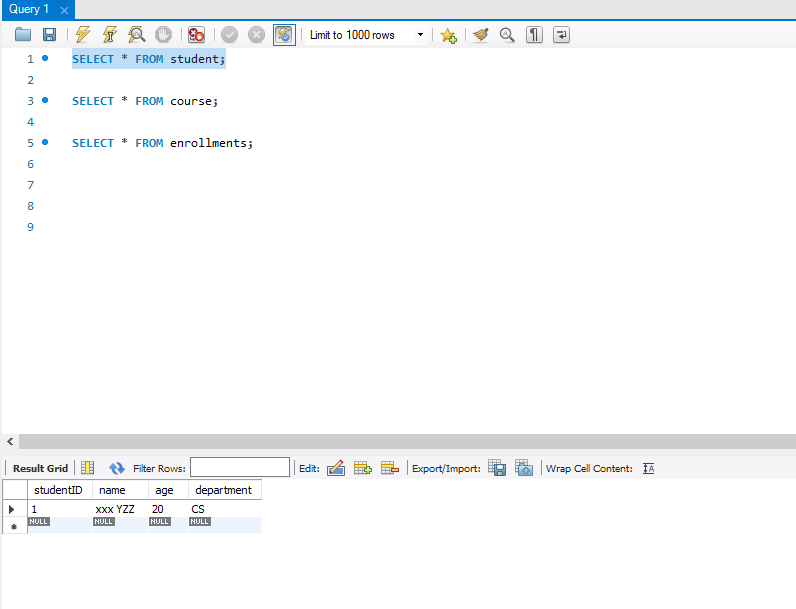 Query 1
Limit to 1000 rows
1 SELECT * FROM student;
2
3 SELECT * FROM course;
4
5 SELECT * FROM enrollments;
6
7
8
9
Result Grid Filter Rows: Edit: Export/Import: Wrap Cell Content:
studentID name age department
1 xxx YZZ 20 CS
NULL NULL NULL NULL